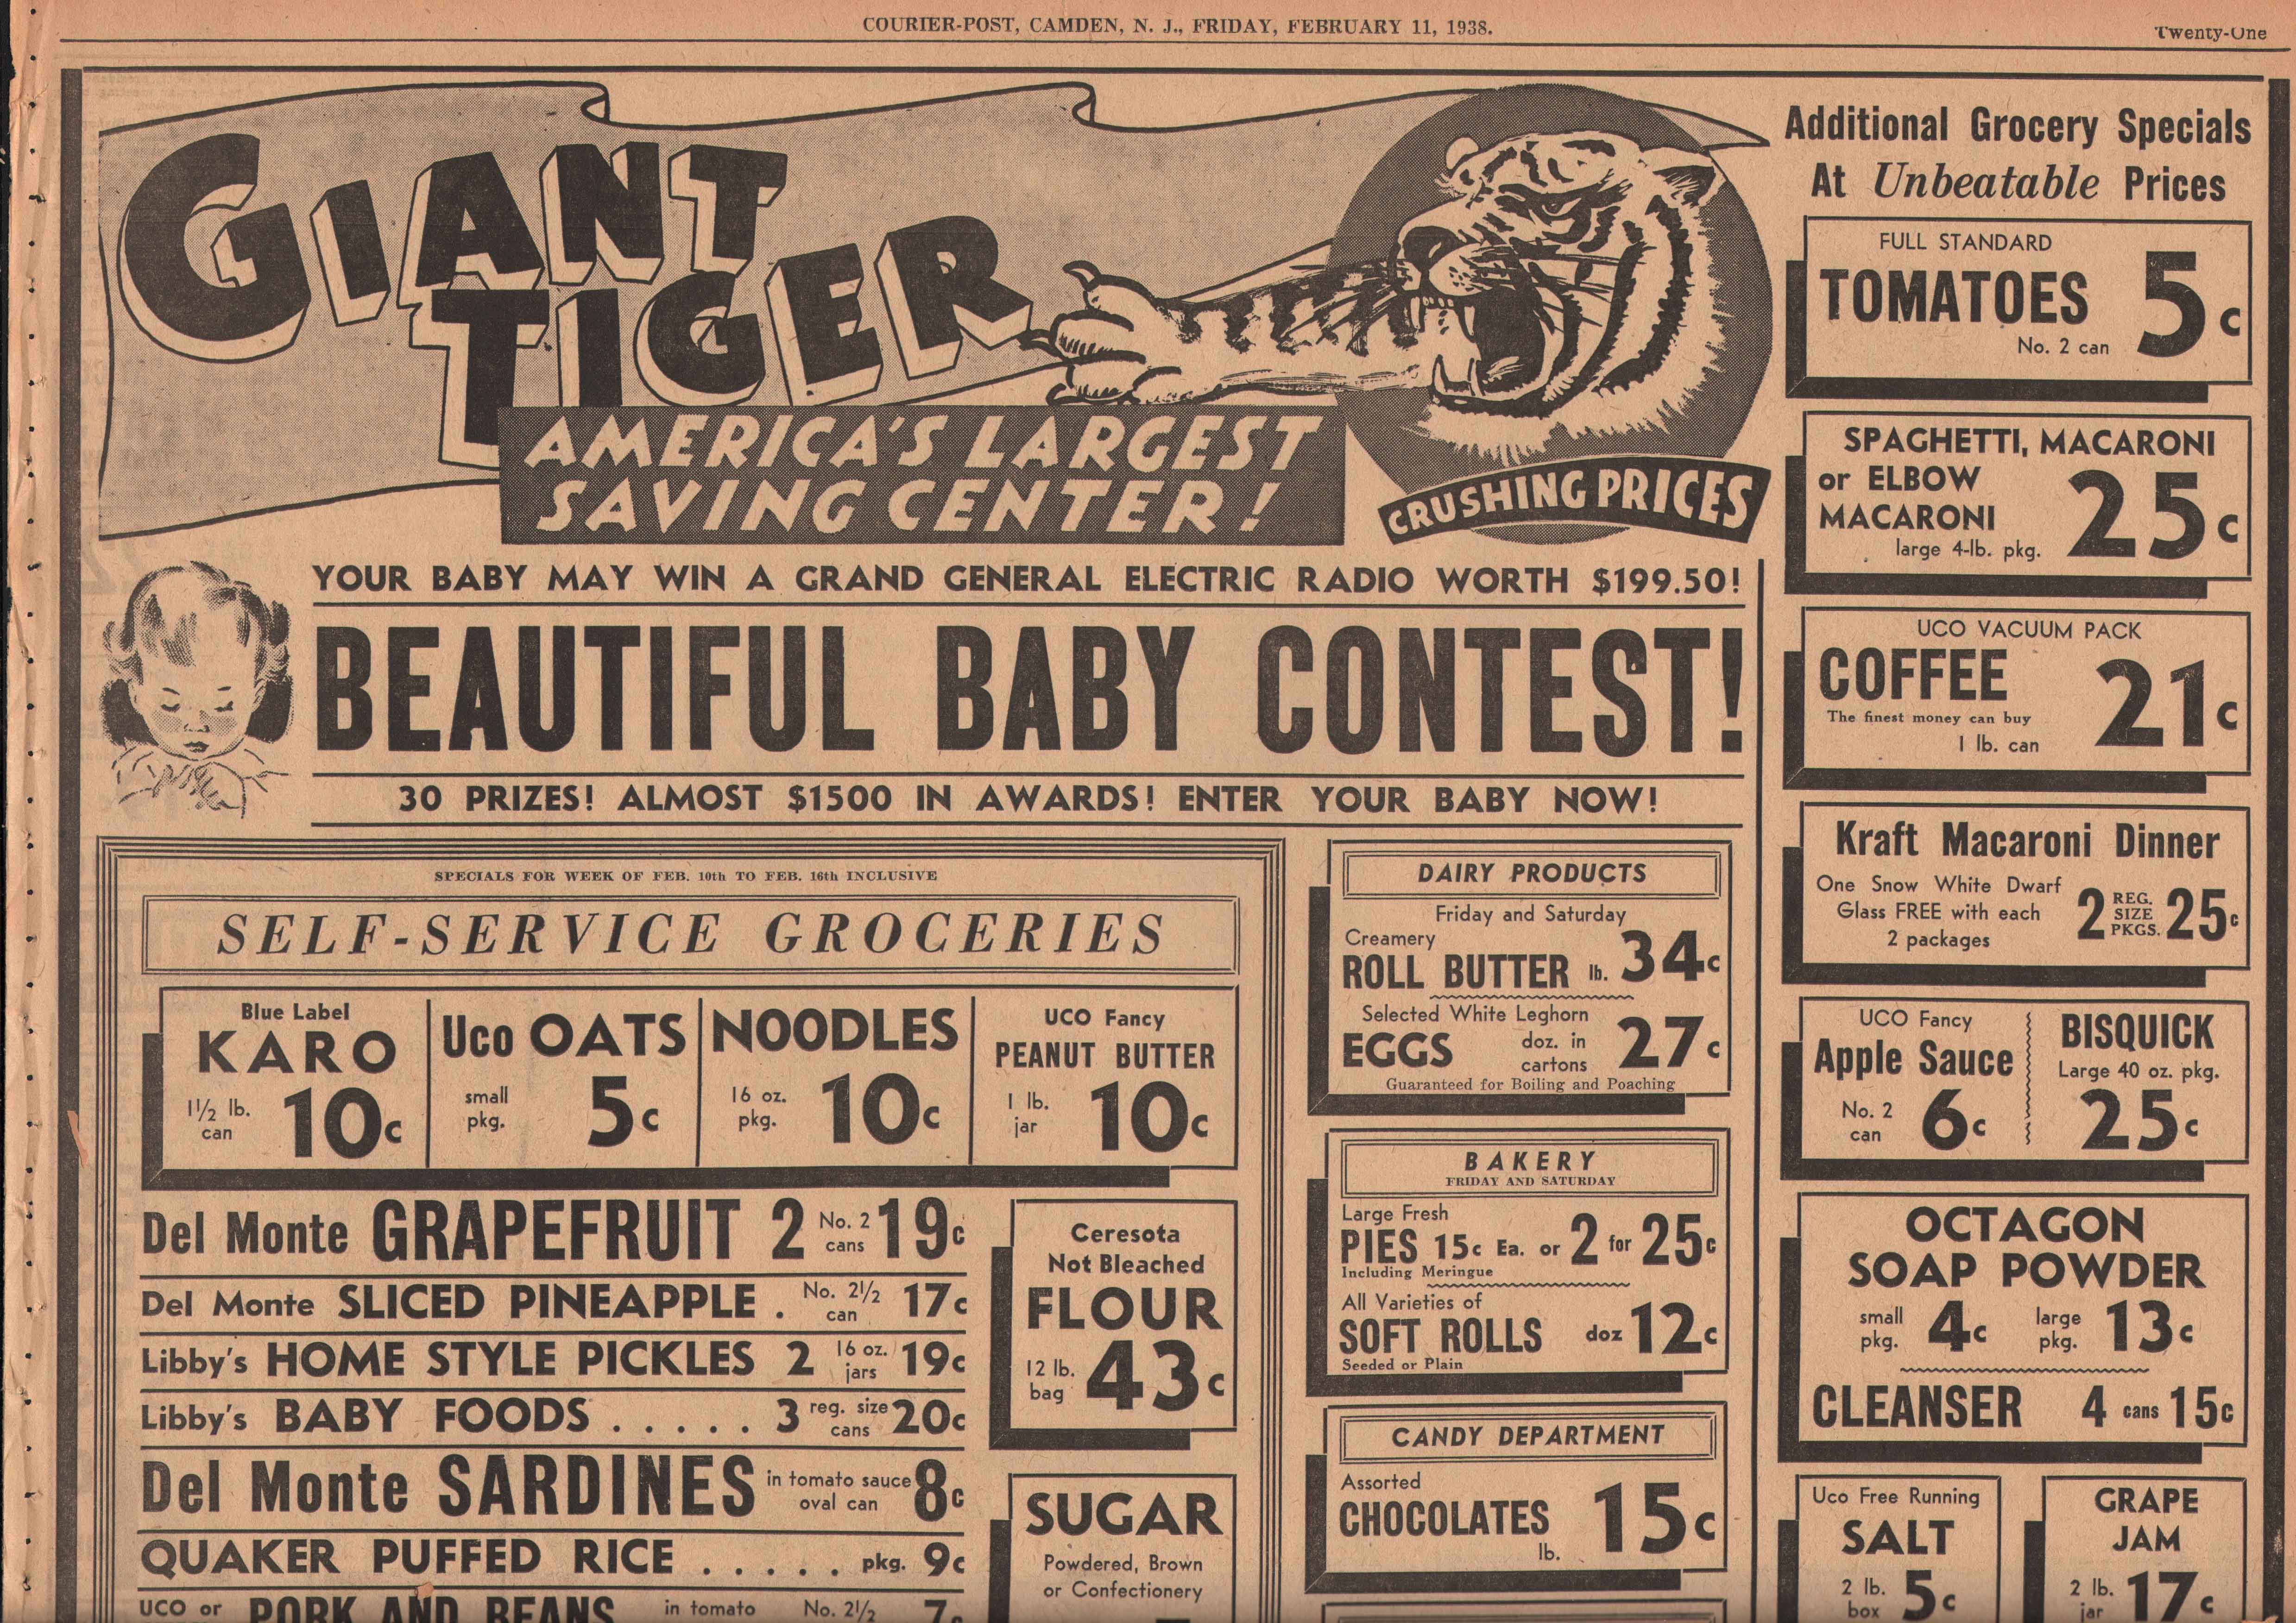 COURIER-POST, CAMDEN, N. J., FRIDAY, FEBRUARY 11, 1938.
Twenty-One
GIANT
TIGER
AMERICA'S LARGEST
SAVING CENTER!
CRUSHING PRICES
YOUR BABY MAY WIN A GRAND GENERAL ELECTRIC RADIO WORTH $199.50!
BEAUTIFUL BABY CONTEST!
30 PRIZES! ALMOST $1500 IN AWARDS! ENTER YOUR BABY NOW!
SPECIALS FOR WEEK OF FEB. 10th TO FEB. 16th INCLUSIVE
SELF-SERVICE GROCERIES
Blue Label
KARO
1½ lb.
can
10c
Uco OATS
small
pkg.
5c
NOODLES
16 oz.
pkg.
10c
UCO Fancy
PEANUT BUTTER
1 lb.
jar
10c
Del Monte GRAPEFRUIT 2 No. 2 cans 19c
Del Monte SLICED PINEAPPLE . No. 2½ can 17c
Libby's HOME STYLE PICKLES 2 16 oz. jars 19c
Libby's BABY FOODS . . . . . 3 reg. size cans 20c
Del Monte SARDINES in tomato sauce oval can 8c
QUAKER PUFFED RICE . . . . . pkg. 9c
UCO or PORK AND BEANS in tomato No. 2½ 7c
Ceresota
Not Bleached
FLOUR
12 lb.
bag
43c
SUGAR
Powdered, Brown
or Confectionery
DAIRY PRODUCTS
Friday and Saturday
Creamery
ROLL BUTTER lb. 34c
Selected White Leghorn
EGGS doz. in cartons 27c
Guaranteed for Boiling and Poaching
BAKERY
FRIDAY AND SATURDAY
Large Fresh
PIES 15c Ea. or 2 for 25c
Including Meringue
All Varieties of
SOFT ROLLS doz 12c
Seeded or Plain
CANDY DEPARTMENT
Assorted
CHOCOLATES 15c
lb.
Additional Grocery Specials
At Unbeatable Prices
FULL STANDARD
TOMATOES 5c
No. 2 can
SPAGHETTI, MACARONI
or ELBOW
MACARONI 25c
large 4-lb. pkg.
UCO VACUUM PACK
COFFEE 21c
The finest money can buy
1 lb. can
Kraft Macaroni Dinner
One Snow White Dwarf
Glass FREE with each
2 packages
2 REG. SIZE PKGS. 25c
UCO Fancy
Apple Sauce
No. 2
can
6c
BISQUICK
Large 40 oz. pkg.
25c
OCTAGON
SOAP POWDER
small pkg. 4c large pkg. 13c
CLEANSER 4 cans 15c
Uco Free Running
SALT
2 lb.
box
5c
GRAPE
JAM
2 lb.
jar
17c